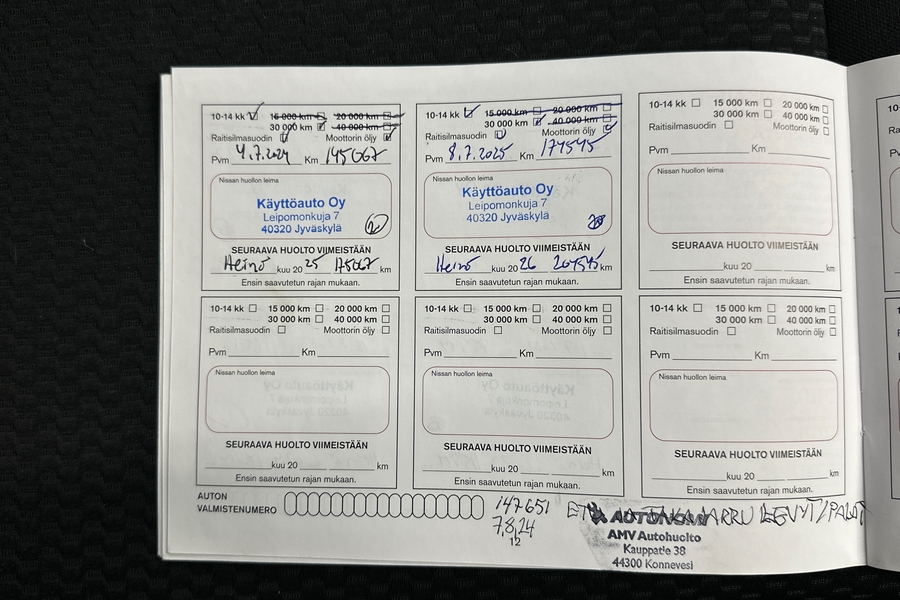 10-14 kk 15 000 km 20 000 km
30 000 km 40 000 km
Raitisilmasuodin Moottorin öljy
Pvm 4.7.2024 Km 145067
Nissan huollon leima
Käyttöauto Oy
Leipomonkuja 7
40320 Jyväskylä
SEURAAVA HUOLTO VIIMEISTÄÄN
Heinä kuu 20 25 175067 km
Ensin saavutetun rajan mukaan.
10-14 kk 15 000 km 20 000 km
30 000 km 40 000 km
Raitisilmasuodin Moottorin öljy
Pvm 8.7.2025 Km 174545
Nissan huollon leima
Käyttöauto Oy
Leipomonkuja 7
40320 Jyväskylä
SEURAAVA HUOLTO VIIMEISTÄÄN
Heinä kuu 20 26 204545 km
Ensin saavutetun rajan mukaan.
10-14 kk 15 000 km 20 000 km
30 000 km 40 000 km
Raitisilmasuodin Moottorin öljy
Pvm Km
Nissan huollon leima
SEURAAVA HUOLTO VIIMEISTÄÄN
kuu 20 km
Ensin saavutetun rajan mukaan.
10-14 kk 15 000 km 20 000 km
30 000 km 40 000 km
Raitisilmasuodin Moottorin öljy
Pvm Km
Nissan huollon leima
SEURAAVA HUOLTO VIIMEISTÄÄN
kuu 20 km
Ensin saavutetun rajan mukaan.
10-14 kk 15 000 km 20 000 km
30 000 km 40 000 km
Raitisilmasuodin Moottorin öljy
Pvm Km
Nissan huollon leima
SEURAAVA HUOLTO VIIMEISTÄÄN
kuu 20 km
Ensin saavutetun rajan mukaan.
10-14 kk 15 000 km 20 000 km
30 000 km 40 000 km
Raitisilmasuodin Moottorin öljy
Pvm Km
Nissan huollon leima
SEURAAVA HUOLTO VIIMEISTÄÄN
kuu 20 km
Ensin saavutetun rajan mukaan.
AUTON
VALMISTENUMERO
147651
7.8.24
12
JARRU LEVYT/PALAT
AMV Autohuolto
Kauppatie 38
44300 Konnevesi